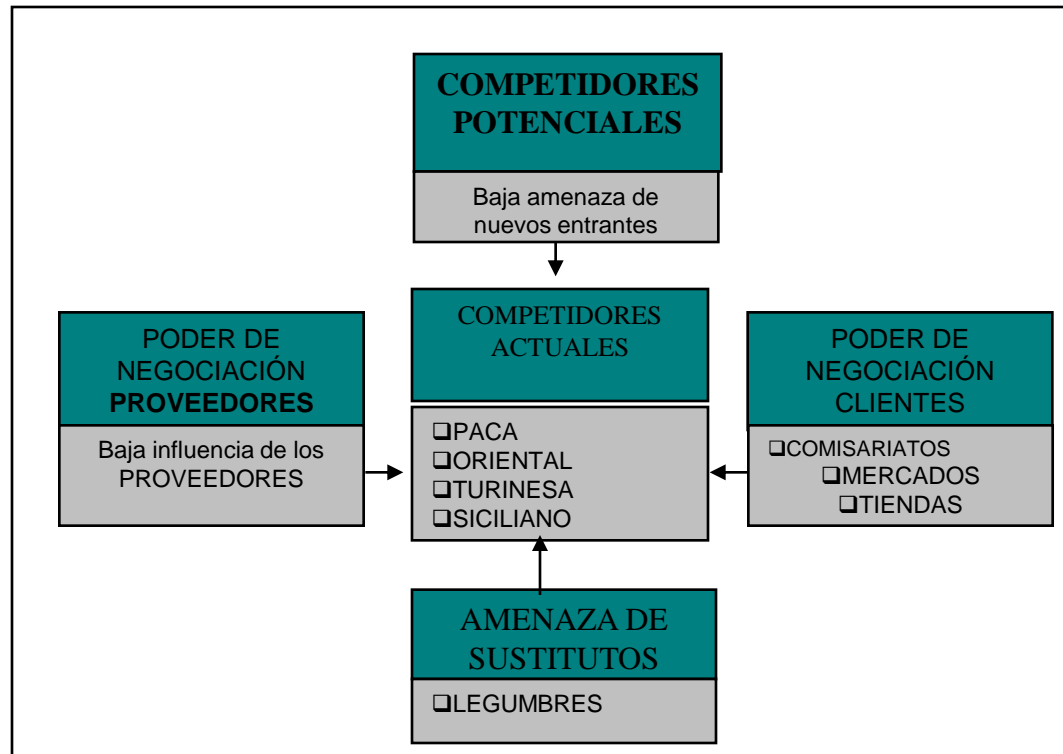 COMPETIDORES
POTENCIALES
Baja amenaza de
nuevos entrantes
COMPETIDORES
ACTUALES
❑PACA
❑ORIENTAL
❑TURINESA
❑SICILIANO
PODER DE
NEGOCIACIÓN
PROVEEDORES
Baja influencia de los
PROVEEDORES
PODER DE
NEGOCIACIÓN
CLIENTES
❑COMISARIATOS
❑MERCADOS
❑TIENDAS
AMENAZA DE
SUSTITUTOS
❑LEGUMBRES